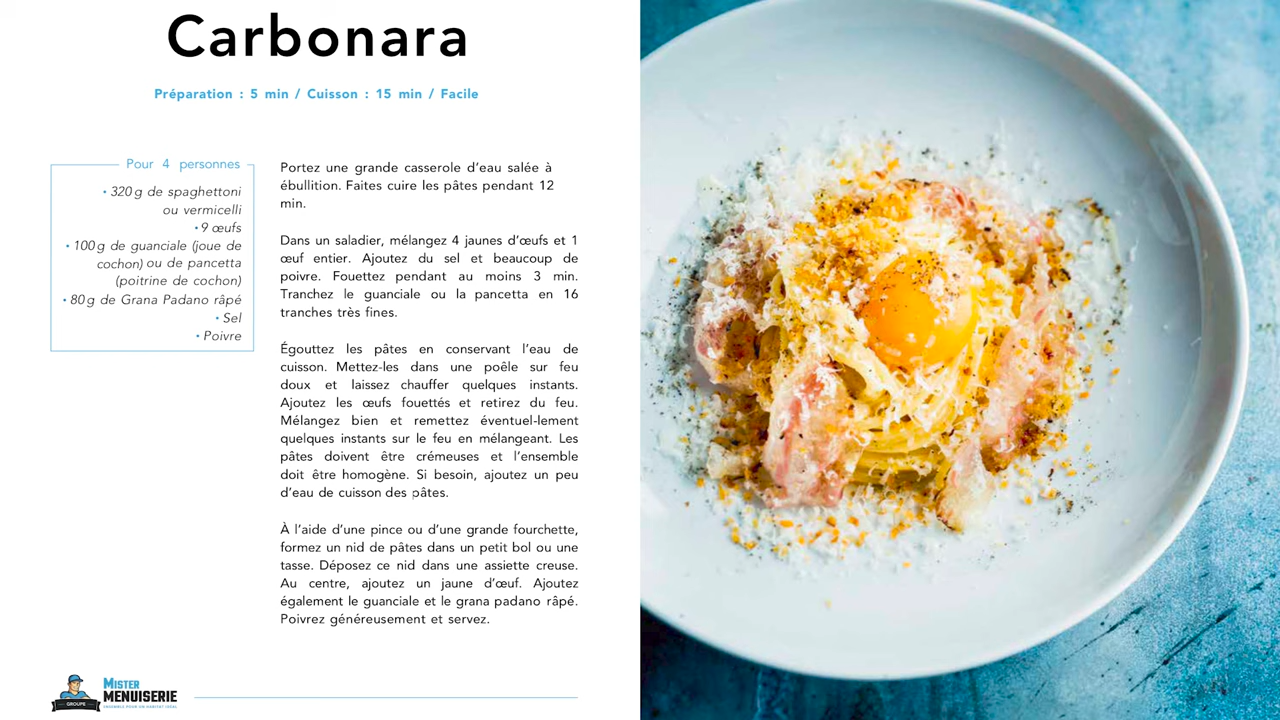 Carbonara
Préparation : 5 min / Cuisson : 15 min / Facile
Pour 4 personnes
• 320 g de spaghettoni
ou vermicelli
• 9 œufs
• 100 g de guanciale (joue de
cochon) ou de pancetta
(poitrine de cochon)
• 80 g de Grana Padano râpé
• Sel
• Poivre
Portez une grande casserole d’eau salée à
ébullition. Faites cuire les pâtes pendant 12
min.
Dans un saladier, mélangez 4 jaunes d’œufs et 1
œuf entier. Ajoutez du sel et beaucoup de
poivre. Fouettez pendant au moins 3 min.
Tranchez le guanciale ou la pancetta en 16
tranches très fines.
Égouttez les pâtes en conservant l’eau de
cuisson. Mettez-les dans une poêle sur feu
doux et laissez chauffer quelques instants.
Ajoutez les œufs fouettés et retirez du feu.
Mélangez bien et remettez éventuel-lement
quelques instants sur le feu en mélangeant. Les
pâtes doivent être crémeuses et l’ensemble
doit être homogène. Si besoin, ajoutez un peu
d’eau de cuisson des pâtes.
À l’aide d’une pince ou d’une grande fourchette,
formez un nid de pâtes dans un petit bol ou une
tasse. Déposez ce nid dans une assiette creuse.
Au centre, ajoutez un jaune d’œuf. Ajoutez
également le guanciale et le grana padano râpé.
Poivrez généreusement et servez.
GROUPE
MISTER
MENUISERIE
ENSEMBLE POUR UN HABITAT IDÉAL